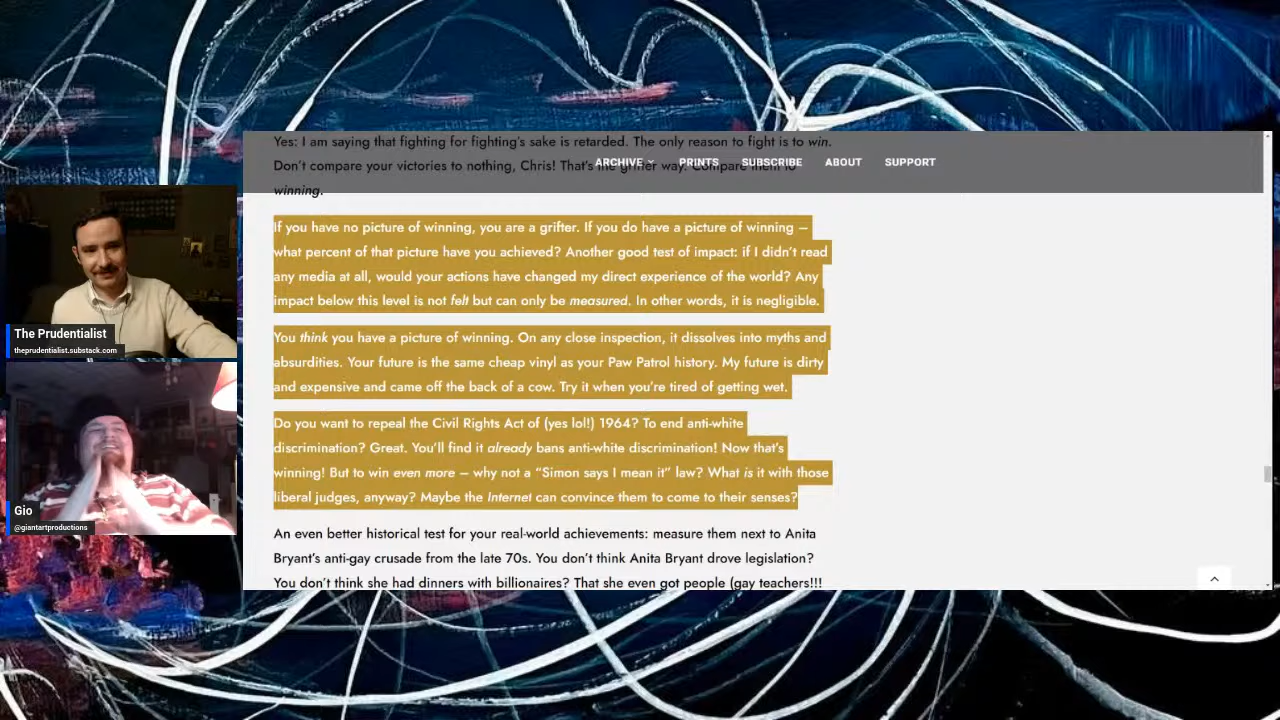 Yes: I am saying that fighting for fighting's sake is retarded. The only reason to fight is to win.
ARCHIVE PRINTS SUBSCRIBE ABOUT SUPPORT
Don't compare your victories to nothing, Chris! That's the grifter way. Compare them to
winning.
If you have no picture of winning, you are a grifter. If you do have a picture of winning –
what percent of that picture have you achieved? Another good test of impact: if I didn't read
any media at all, would your actions have changed my direct experience of the world? Any
impact below this level is not felt but can only be measured. In other words, it is negligible.
You think you have a picture of winning. On any close inspection, it dissolves into myths and
absurdities. Your future is the same cheap vinyl as your Paw Patrol history. My future is dirty
and expensive and came off the back of a cow. Try it when you're tired of getting wet.
Do you want to repeal the Civil Rights Act of (yes lol!) 1964? To end anti-white
discrimination? Great. You'll find it already bans anti-white discrimination! Now that's
winning! But to win even more – why not a "Simon says I mean it" law? What is it with those
liberal judges, anyway? Maybe the Internet can convince them to come to their senses?
An even better historical test for your real-world achievements: measure them next to Anita
Bryant's anti-gay crusade from the late 70s. You don't think Anita Bryant drove legislation?
You don't think she had dinners with billionaires? That she even got people (gay teachers!!!
The Prudentialist
theprudentialist.substack.com
Gio
@giantartproductions